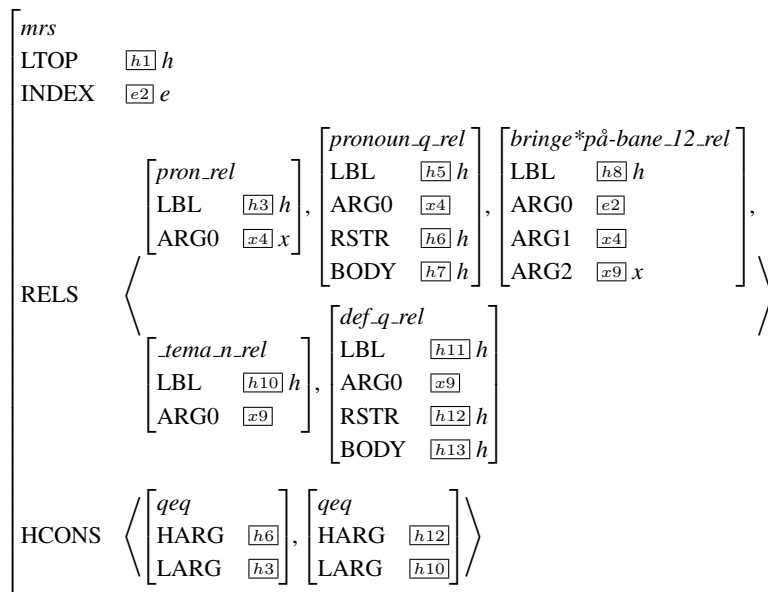 mrs
LTOP h1 h
INDEX e2 e
RELS
pron_rel
LBL h3 h
ARG0 x4 x
,
pronoun_q_rel
LBL h5 h
ARG0 x4
RSTR h6 h
BODY h7 h
,
bringe*på-bane_12_rel
LBL h8 h
ARG0 e2
ARG1 x4
ARG2 x9 x
,
_tema_n_rel
LBL h10 h
ARG0 x9
,
def_q_rel
LBL h11 h
ARG0 x9
RSTR h12 h
BODY h13 h
HCONS
qeq
HARG h6
LARG h3
,
qeq
HARG h12
LARG h10